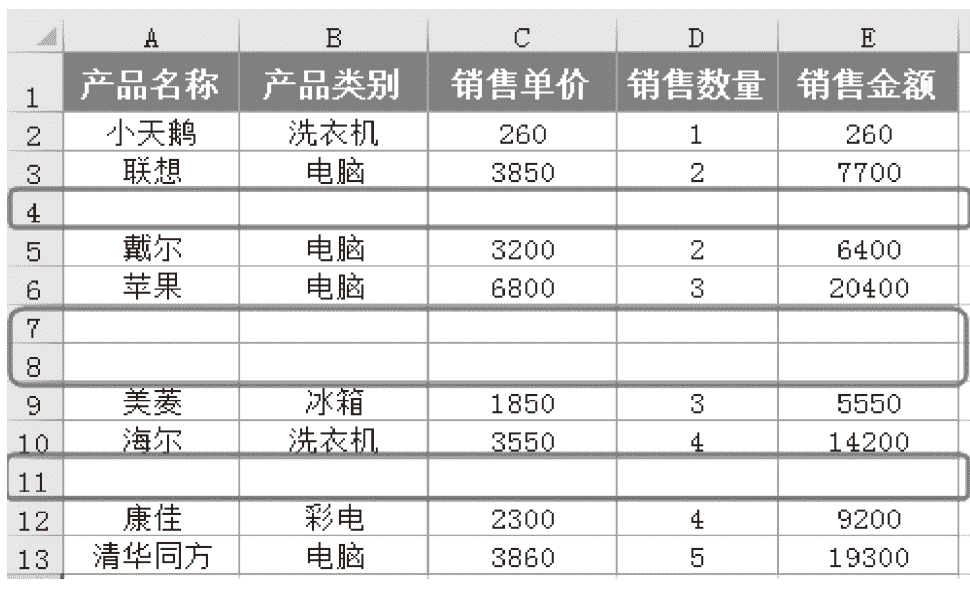 A B C D E
1 产品名称 产品类别 销售单价 销售数量 销售金额
2 小天鹅 洗衣机 260 1 260
3 联想 电脑 3850 2 7700
4
5 戴尔 电脑 3200 2 6400
6 苹果 电脑 6800 3 20400
7
8
9 美菱 冰箱 1850 3 5550
10 海尔 洗衣机 3550 4 14200
11
12 康佳 彩电 2300 4 9200
13 清华同方 电脑 3860 5 19300